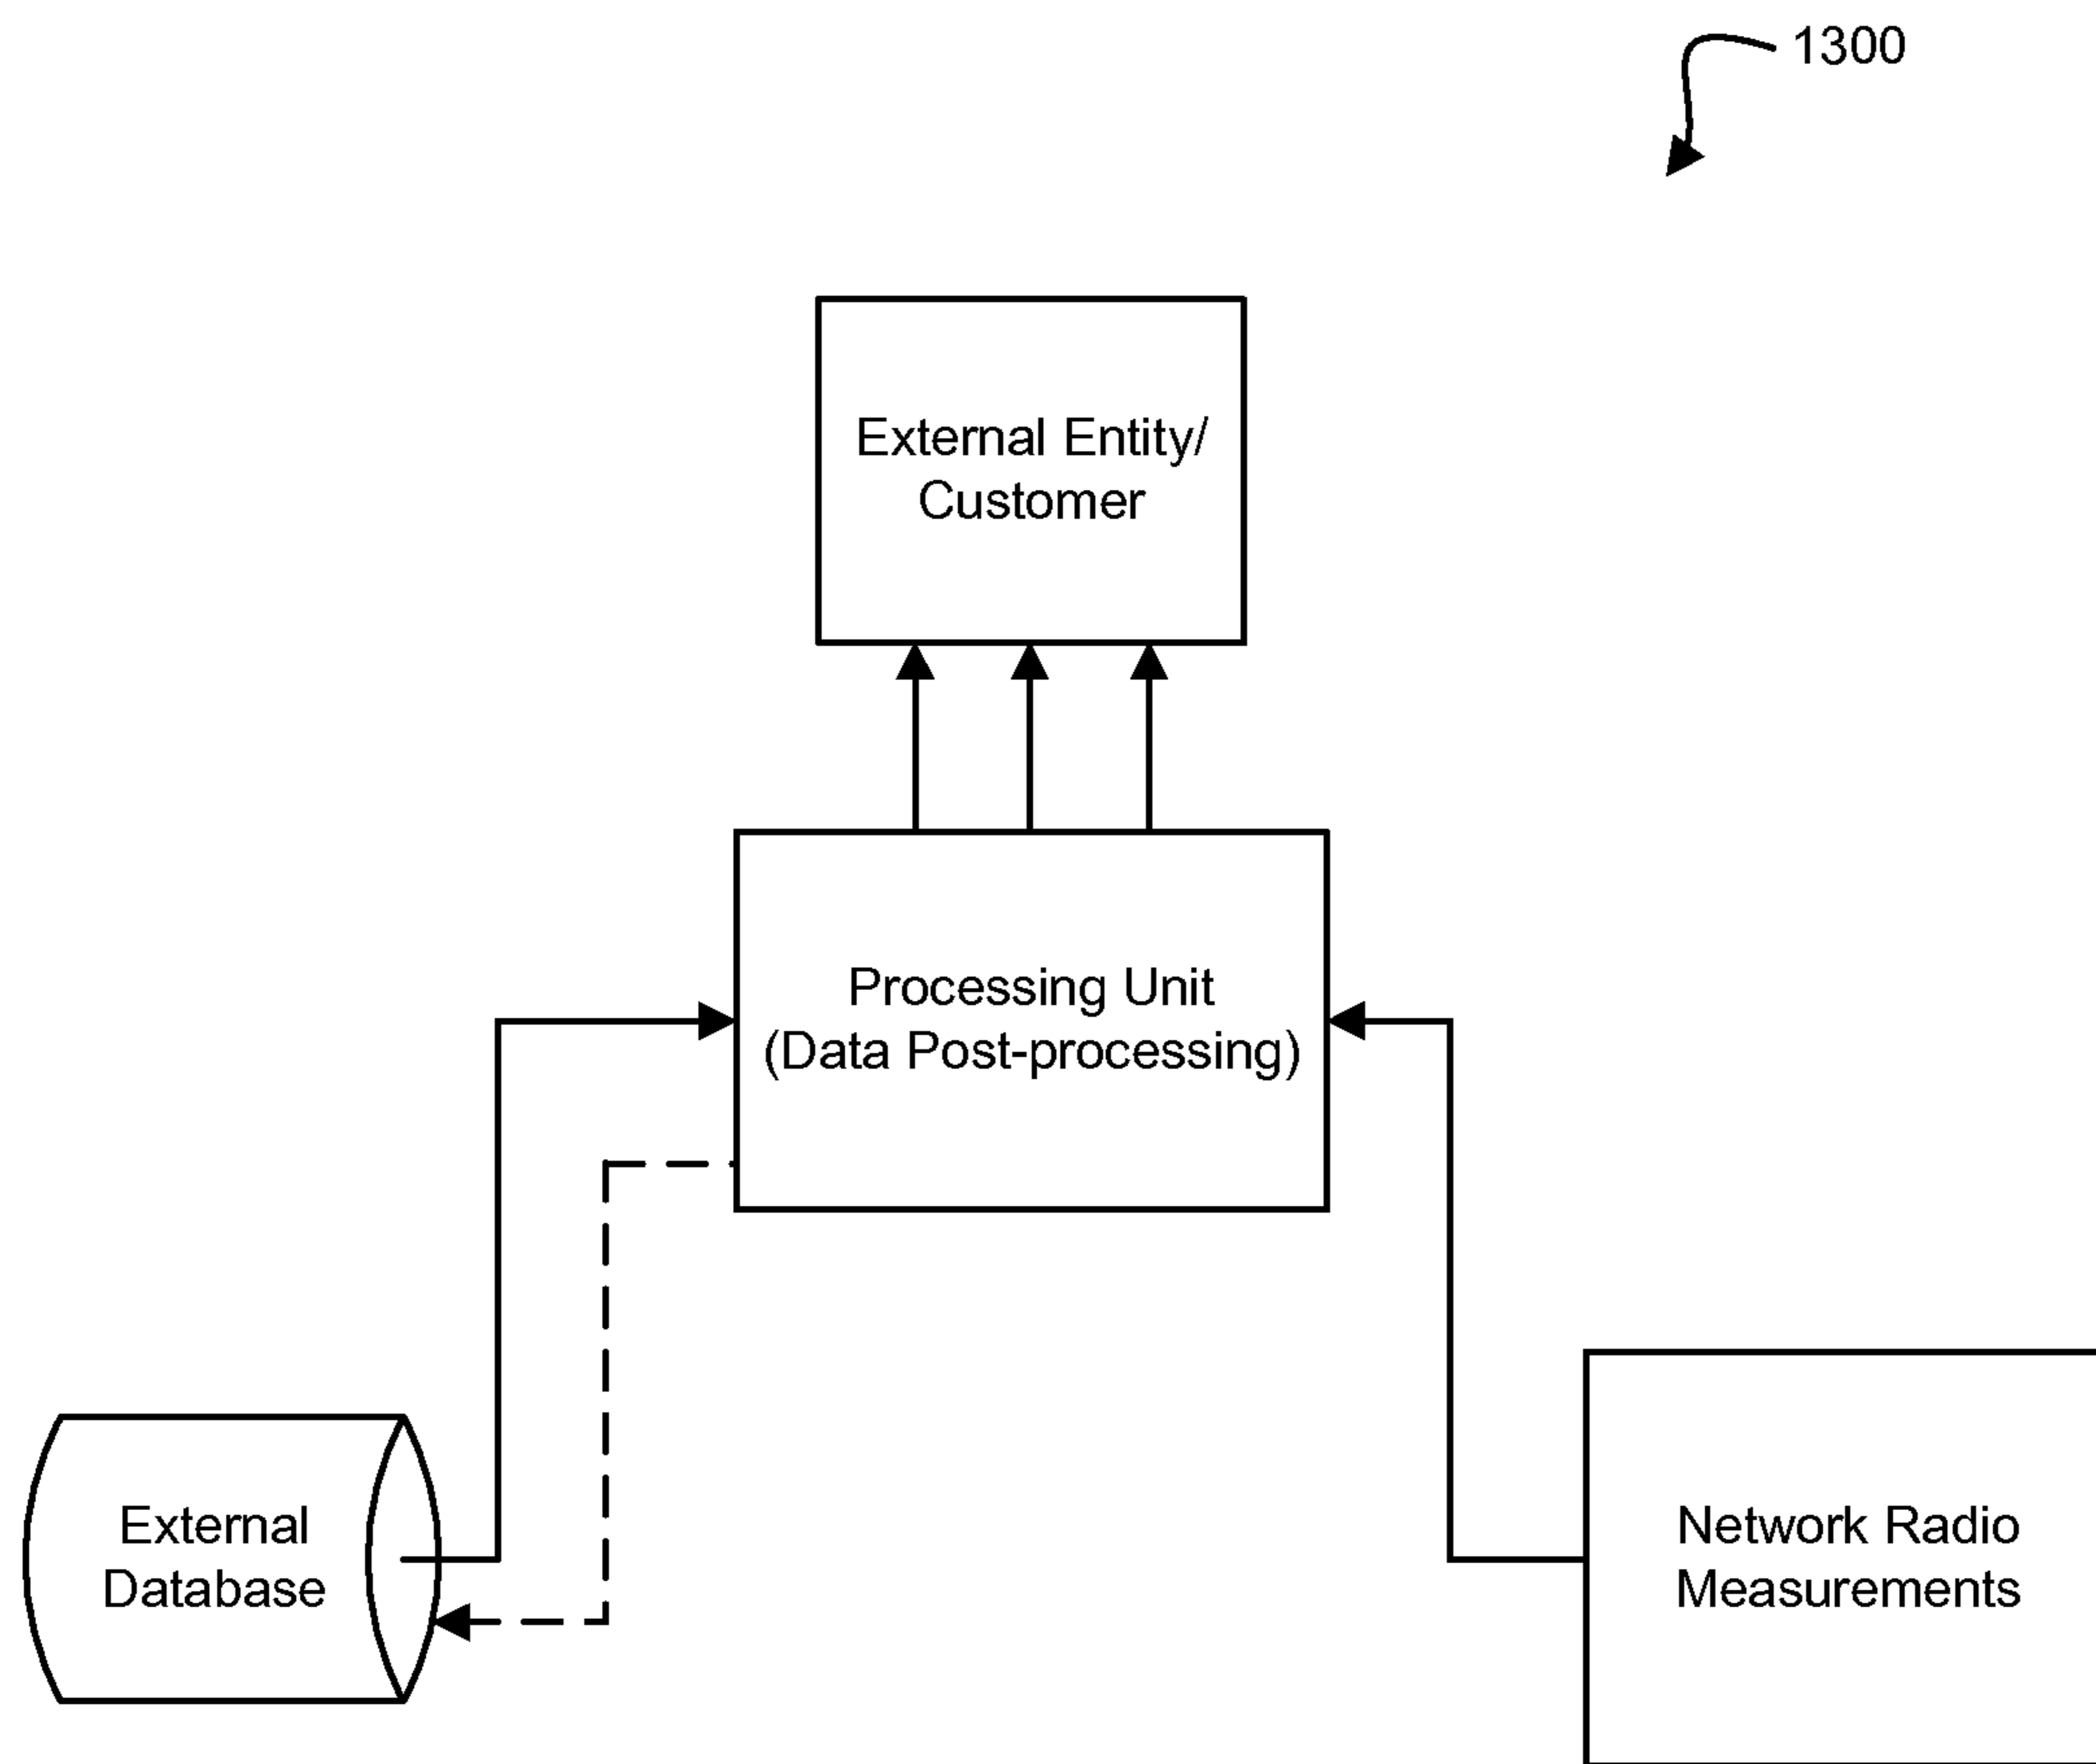 1300
External Entity/
Customer
Processing Unit
(Data Post-processing)
External
Database
Network Radio
Measurements